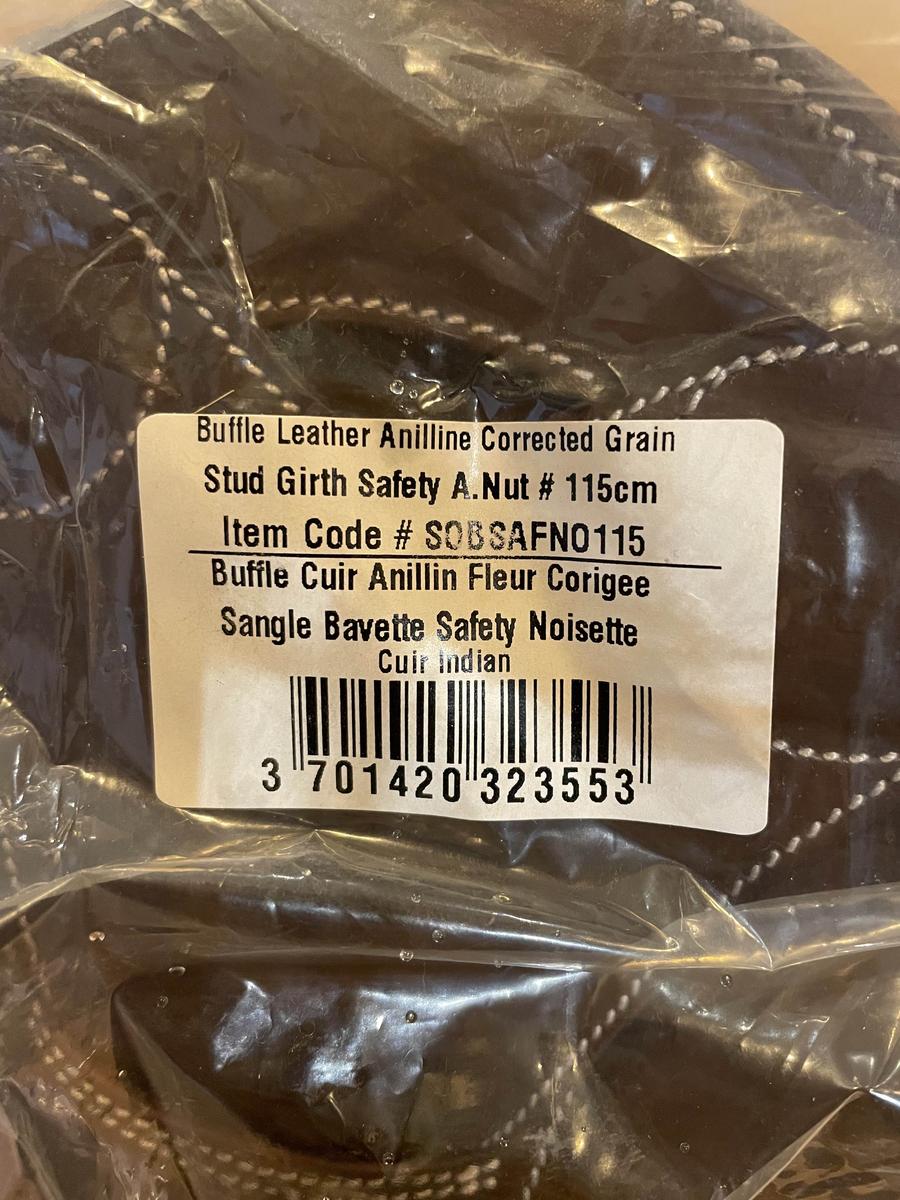 Buffle Leather Anilline Corrected Grain
Stud Girth Safety A.Nut # 115cm
Item Code # SOBSAFNO115
Buffle Cuir Anillin Fleur Corigee
Sangle Bavette Safety Noisette
Cuir Indian
3 701420 323553